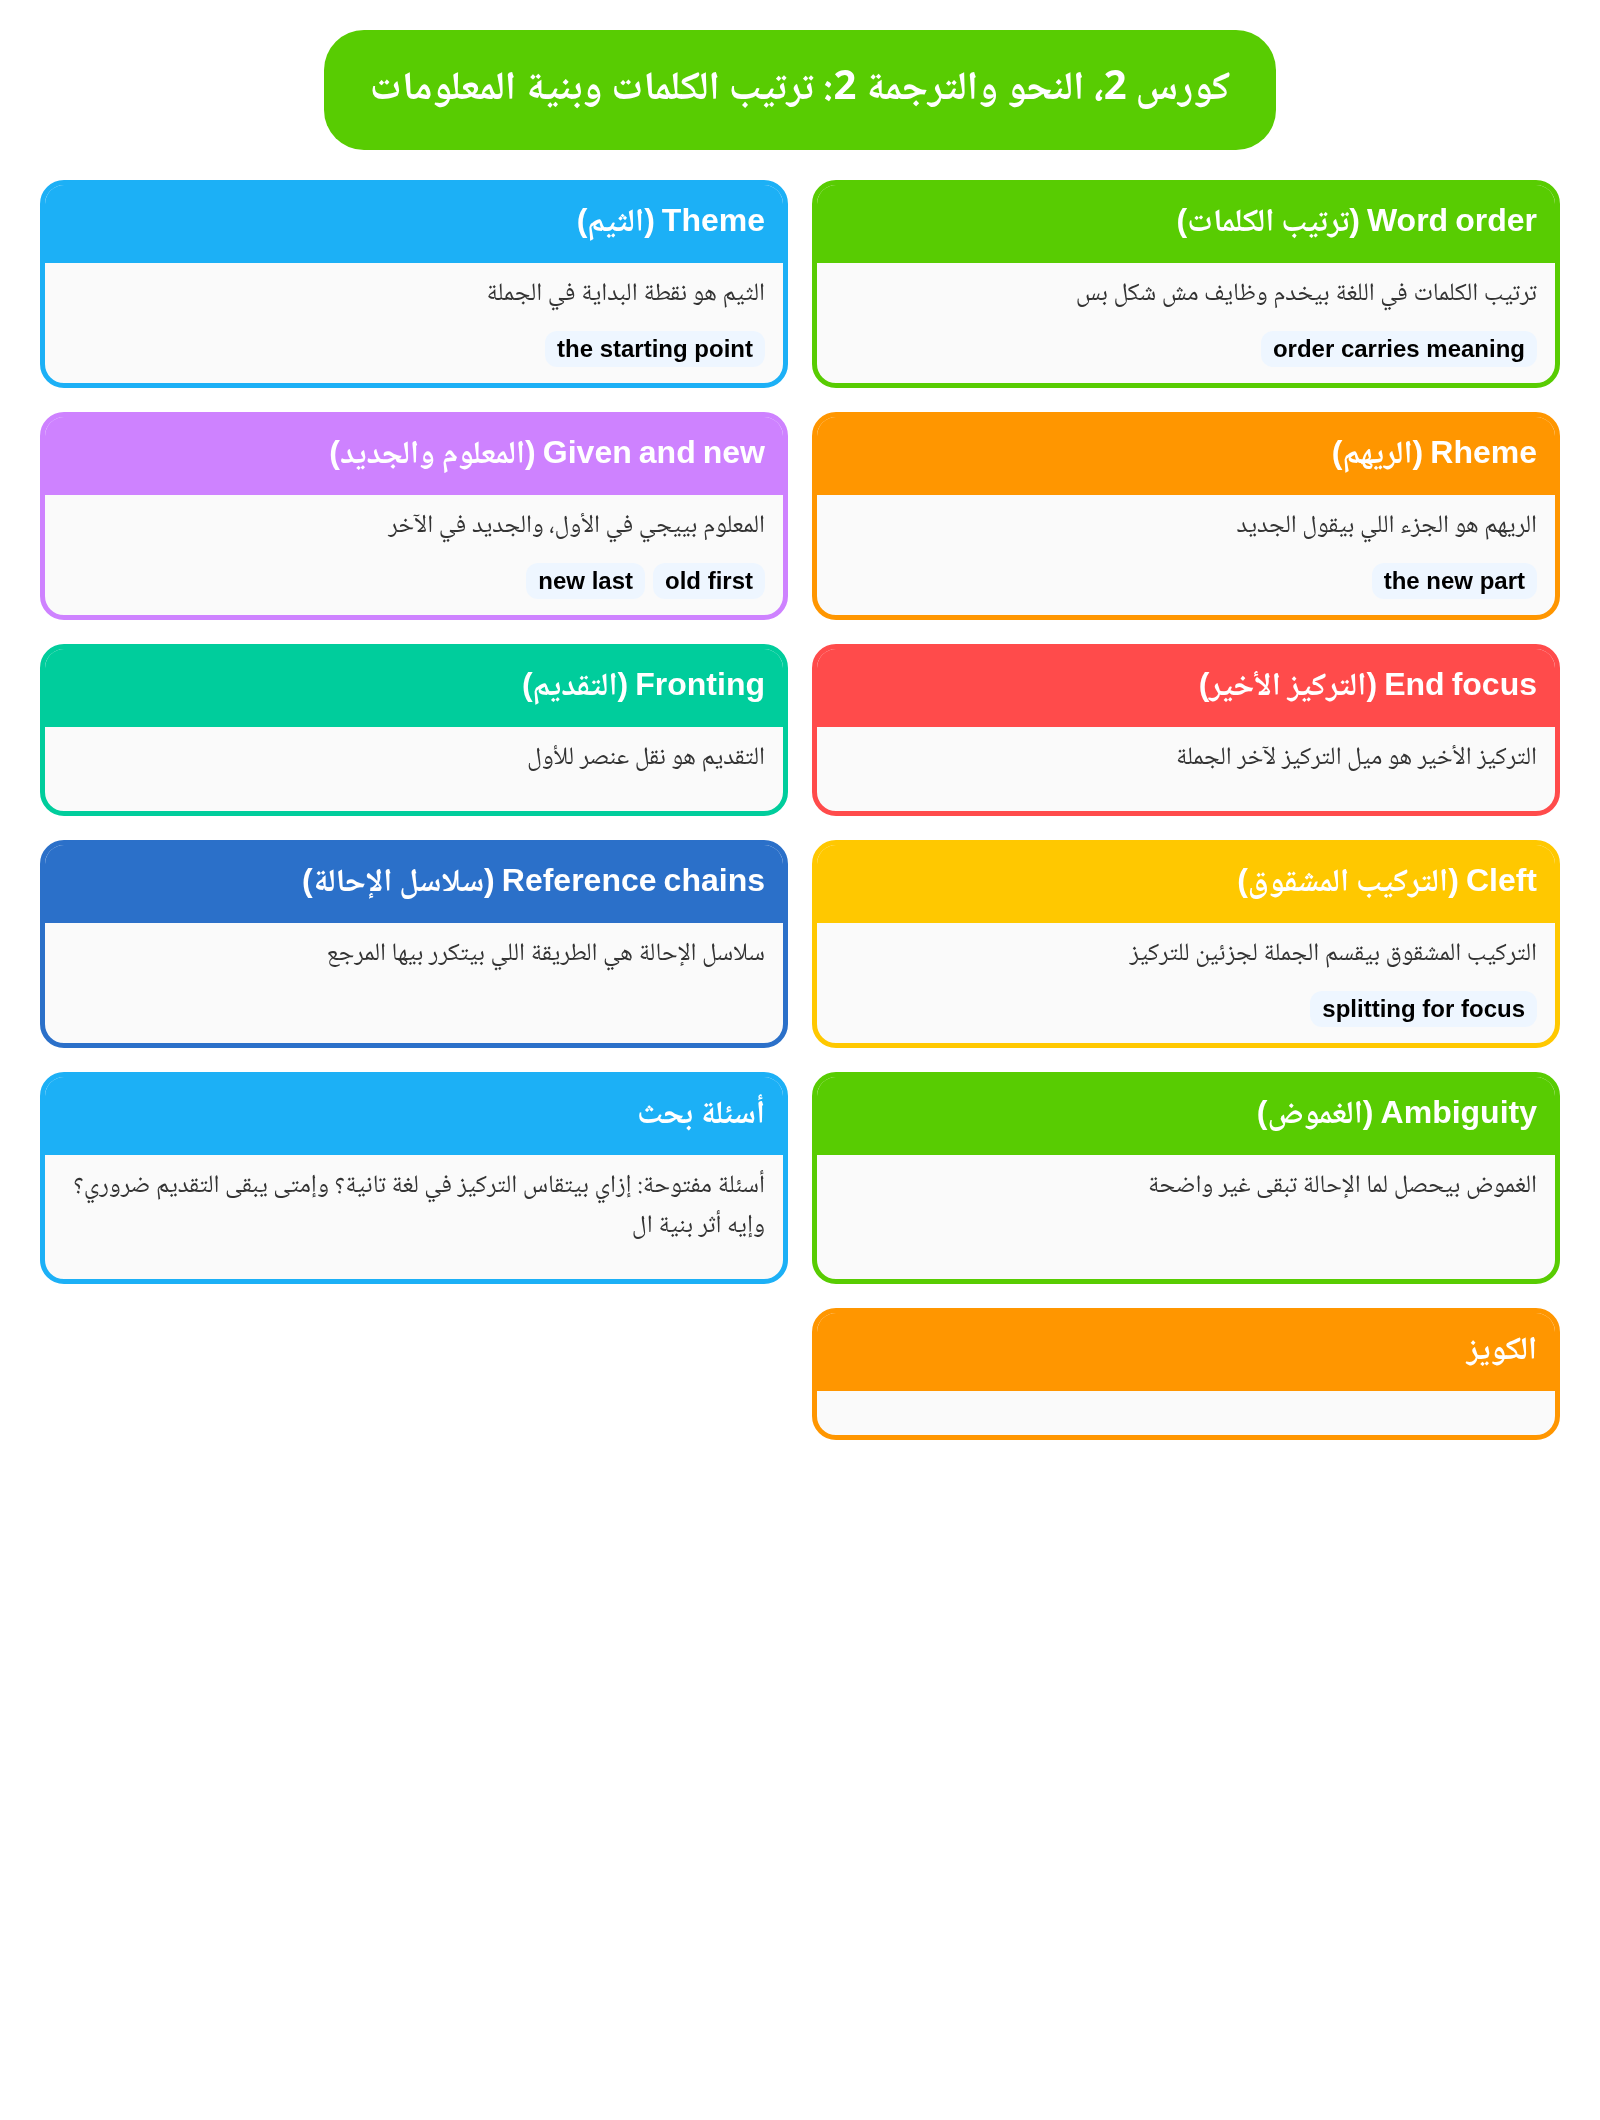 كورس 2، النحو والترجمة 2: ترتيب الكلمات وبنية المعلومات
Word order (ترتيب الكلمات)
ترتيب الكلمات في اللغة بيخدم وظايف مش شكل بس
order carries meaning
Theme (الثيم)
الثيم هو نقطة البداية في الجملة
the starting point
Rheme (الريهم)
الريهم هو الجزء اللي بيقول الجديد
the new part
Given and new (المعلوم والجديد)
المعلوم بييجي في الأول، والجديد في الآخر
old first new last
End focus (التركيز الأخير)
التركيز الأخير هو ميل التركيز لآخر الجملة
Fronting (التقديم)
التقديم هو نقل عنصر للأول
Cleft (التركيب المشقوق)
التركيب المشقوق بيقسم الجملة لجزئين للتركيز
splitting for focus
Reference chains (سلاسل الإحالة)
سلاسل الإحالة هي الطريقة اللي بيتكرر بيها المرجع
Ambiguity (الغموض)
الغموض بيحصل لما الإحالة تبقى غير واضحة
أسئلة بحث
أسئلة مفتوحة: إزاي بيتقاس التركيز في لغة تانية؟ وإمتى يبقى التقديم ضروري؟
وإيه أثر بنية ال
الكويز